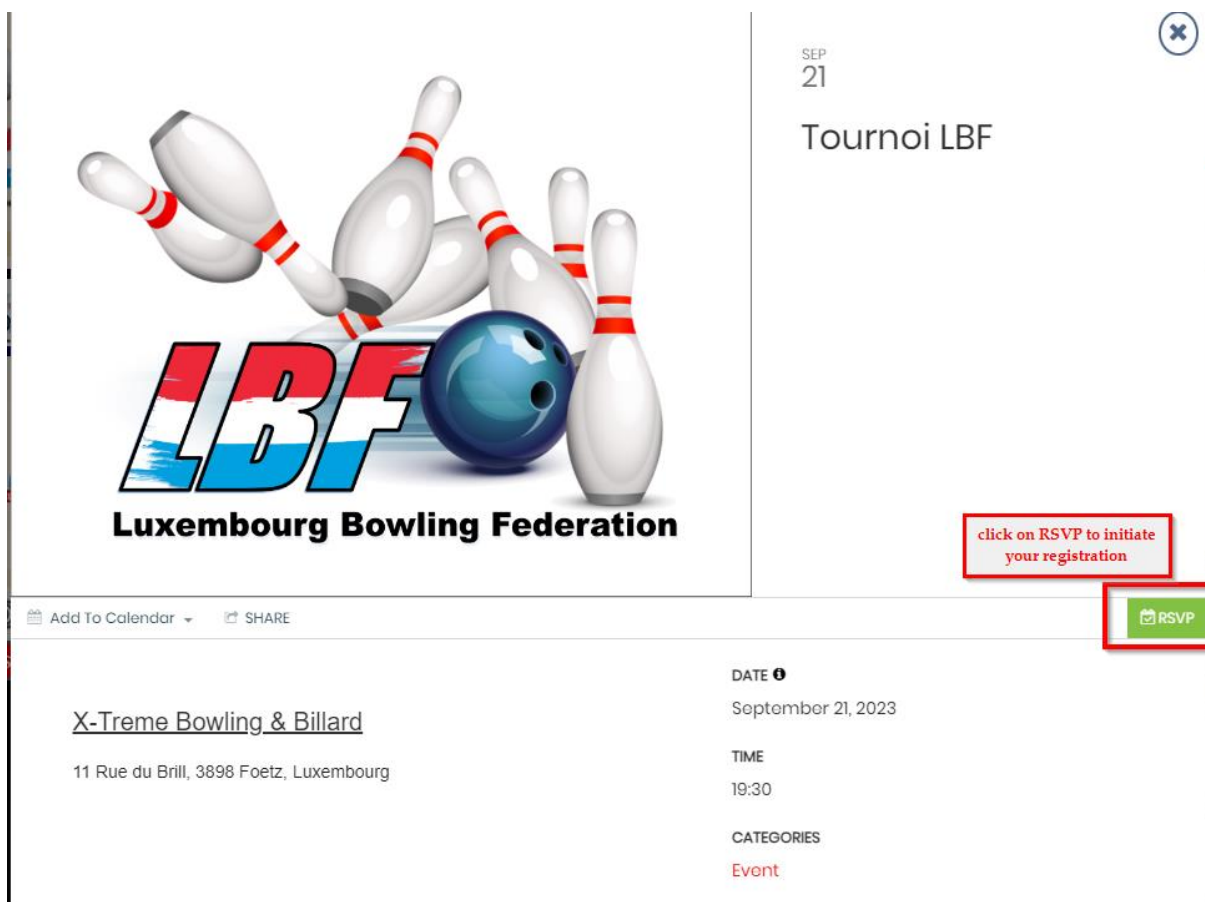 SEP
21
Tournoi LBF
LBF
Luxembourg Bowling Federation
click on RSVP to initiate
your registration
Add To Calendar
SHARE
RSVP
X-Treme Bowling & Billard
11 Rue du Brill, 3898 Foetz, Luxembourg
DATE
September 21, 2023
TIME
19:30
CATEGORIES
Event